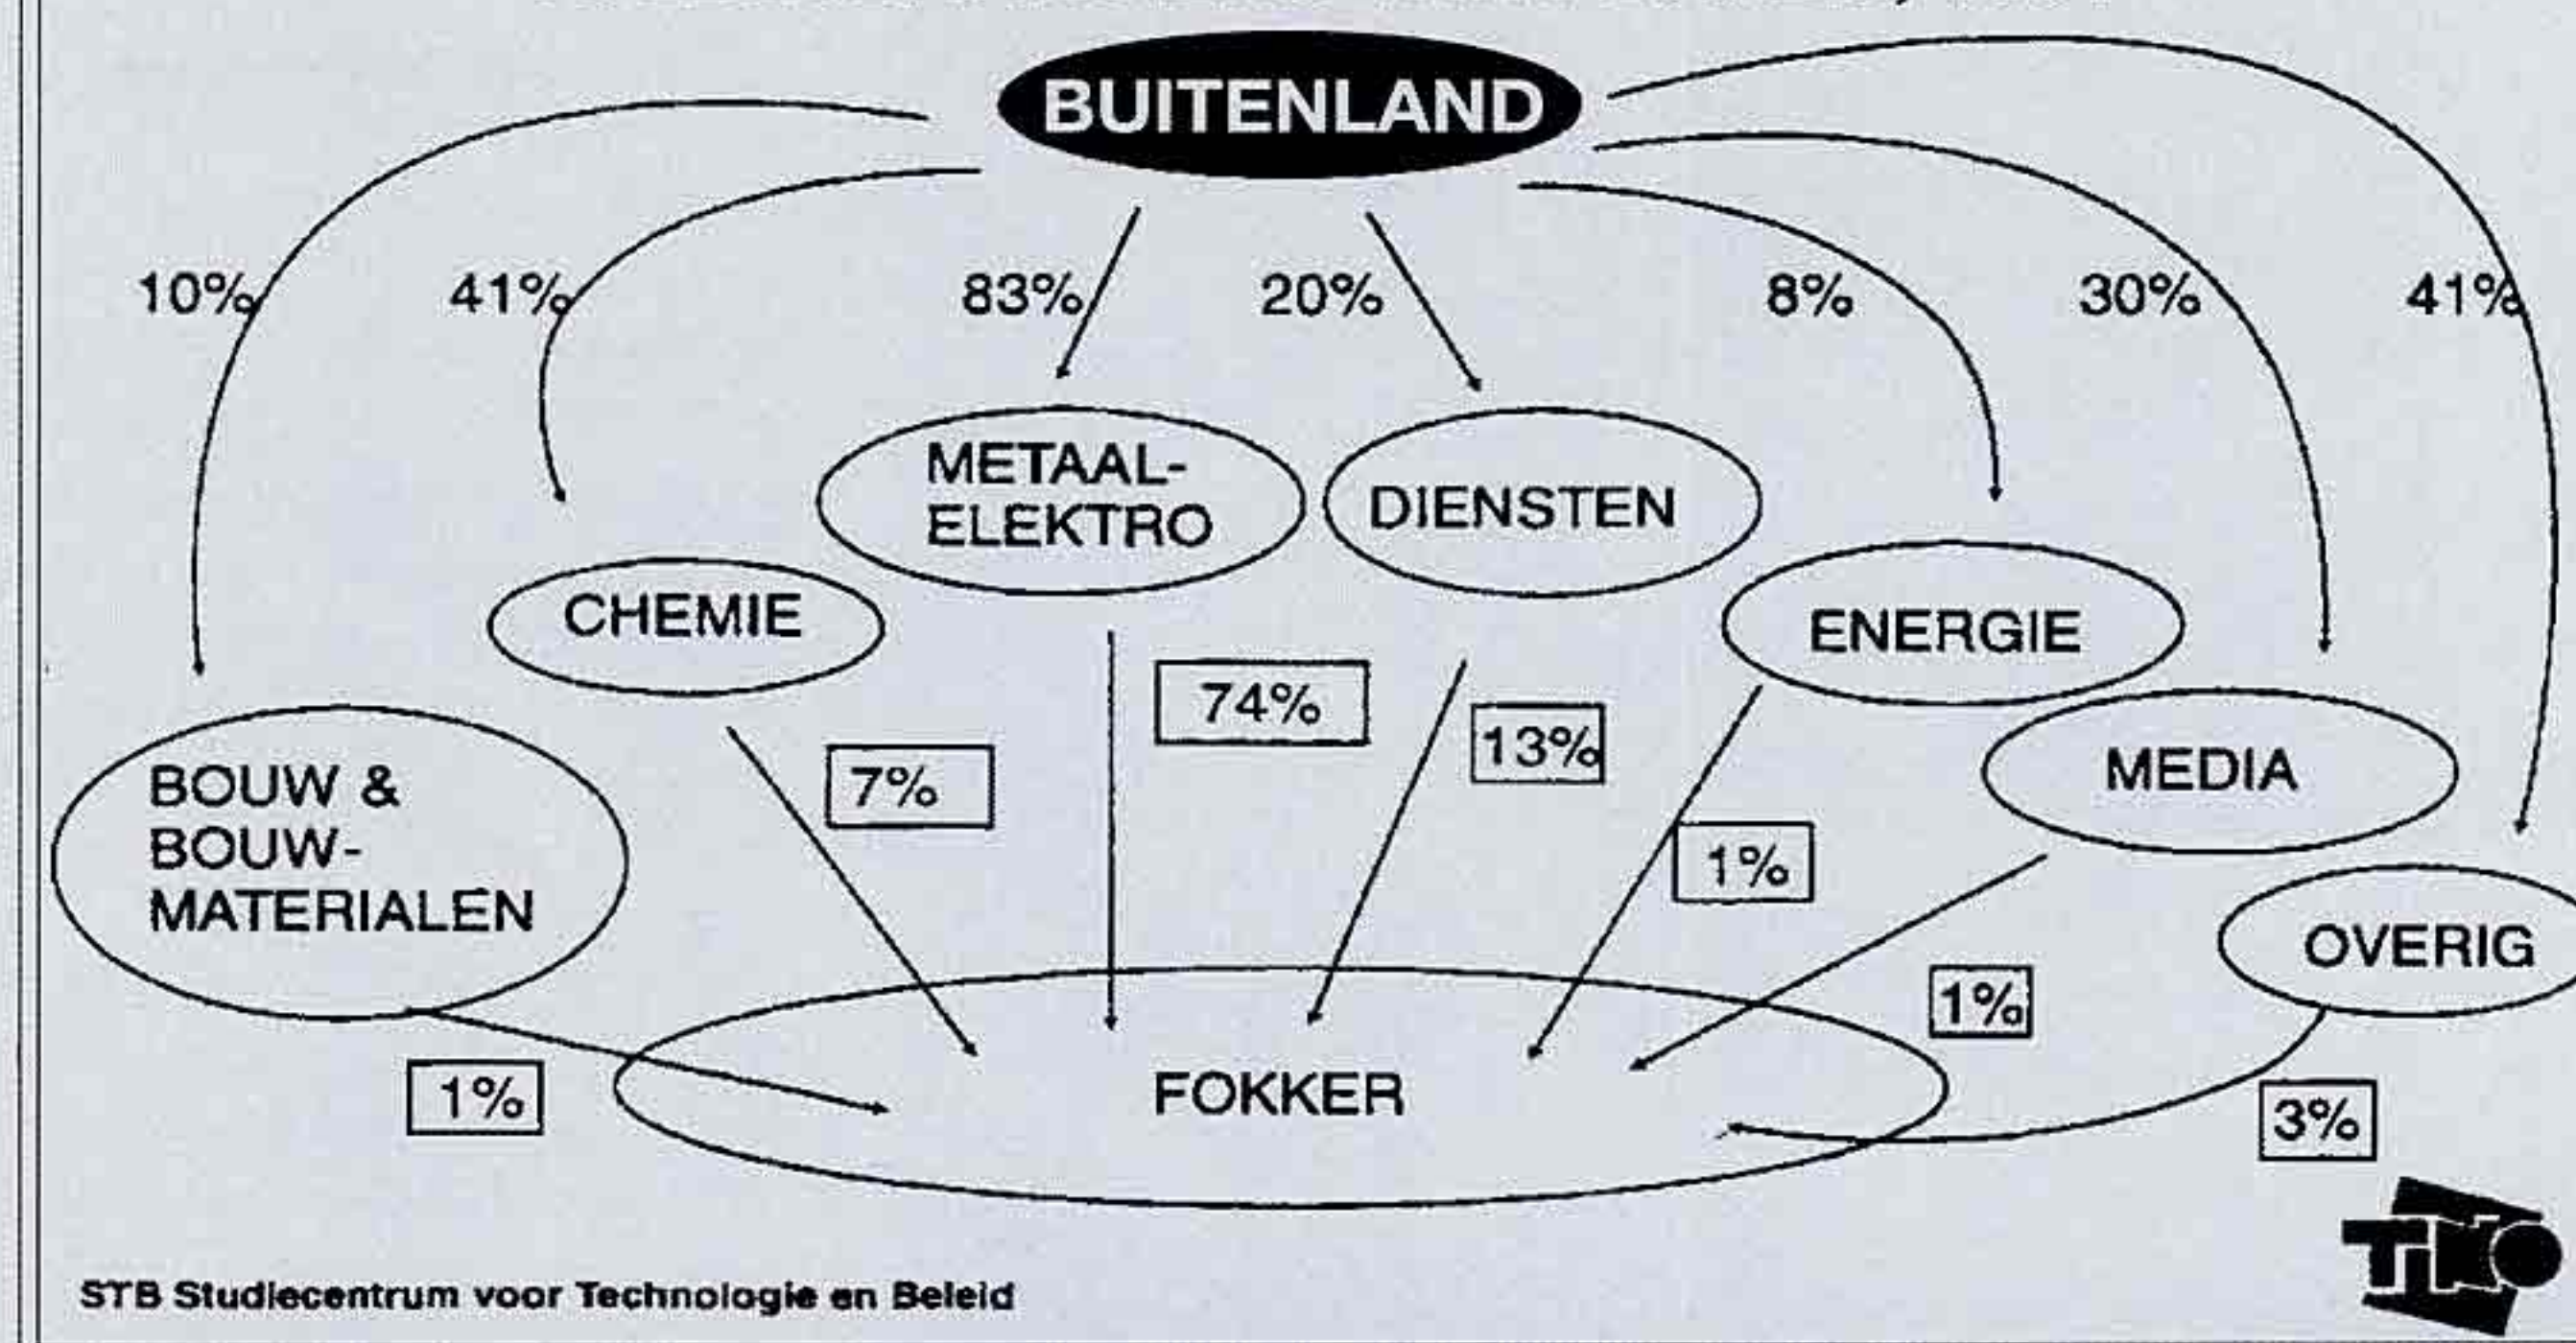 BUITENLAND
10%
41%
83%
20%
8%
30%
41%
METAAL-
ELEKTRO
DIENSTEN
CHEMIE
ENERGIE
74%
13%
7%
MEDIA
BOUW &
BOUW-
MATERIALEN
1%
OVERIG
1%
FOKKER
1%
3%
TNO
STB Studiecentrum voor Technologie en Beleid